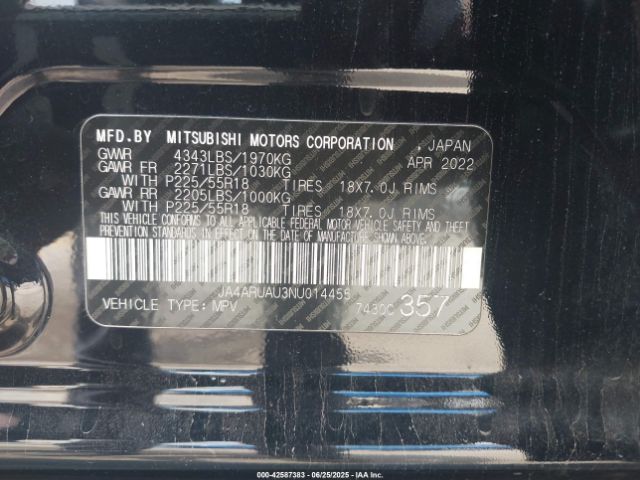 MFD.BY MITSUBISHI MOTORS CORPORATION, JAPAN
GVWR 4343LBS/1970KG APR 2022
GAWR FR 2271LBS/1030KG
WITH P225/55R18 TIRES 18X7.0J RIMS
GAWR RR 2205LBS/1000KG
WITH P225/55R18 TIRES 18X7.0J RIMS
THIS VEHICLE CONFORMS TO ALL APPLICABLE FEDERAL MOTOR VEHICLE SAFETY AND THEFT
PREVENTION STANDARDS IN EFFECT ON THE DATE OF MANUFACTURE SHOWN ABOVE.
JA4ARUAU3NU014455
VEHICLE TYPE: MPV 7430C 357
000-42587383 - 06/25/2025 - IAA Inc.